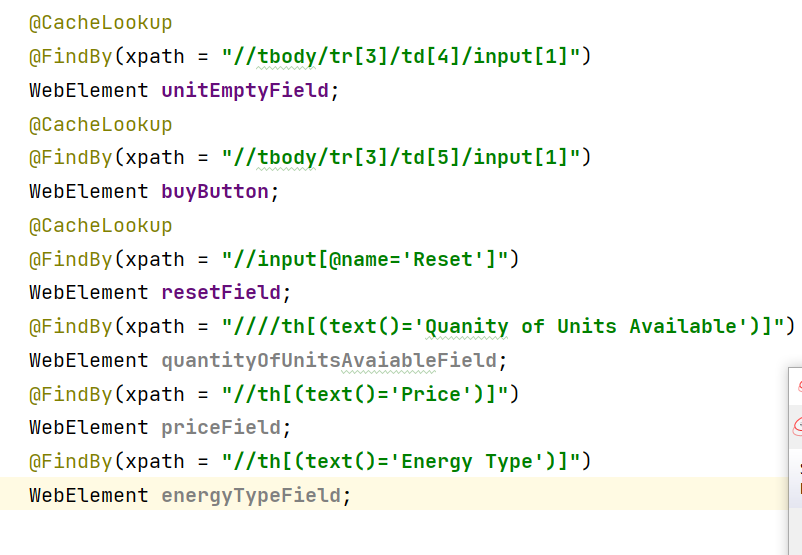 @CacheLookup
@FindBy(xpath = "//tbody/tr[3]/td[4]/input[1]")
WebElement unitEmptyField;
@CacheLookup
@FindBy(xpath = "//tbody/tr[3]/td[5]/input[1]")
WebElement buyButton;
@CacheLookup
@FindBy(xpath = "//input[@name='Reset']")
WebElement resetField;
@FindBy(xpath = "////th[(text()='Quanity of Units Available')]")
WebElement quantityOfUnitsAvaiableField;
@FindBy(xpath = "//th[(text()='Price')]")
WebElement priceField;
@FindBy(xpath = "//th[(text()='Energy Type')]")
WebElement energyTypeField;